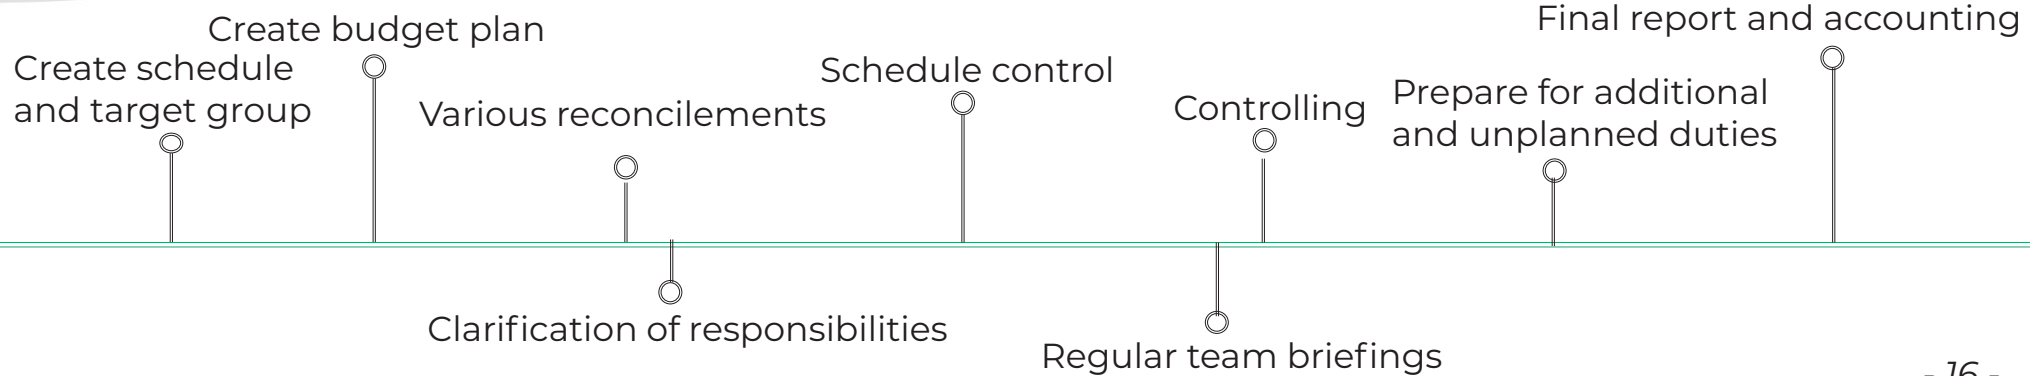 Create schedule
and target group
Create budget plan
Various reconcilements
Clarification of responsibilities
Schedule control
Regular team briefings
Controlling
Prepare for additional
and unplanned duties
Final report and accounting
- 16 -